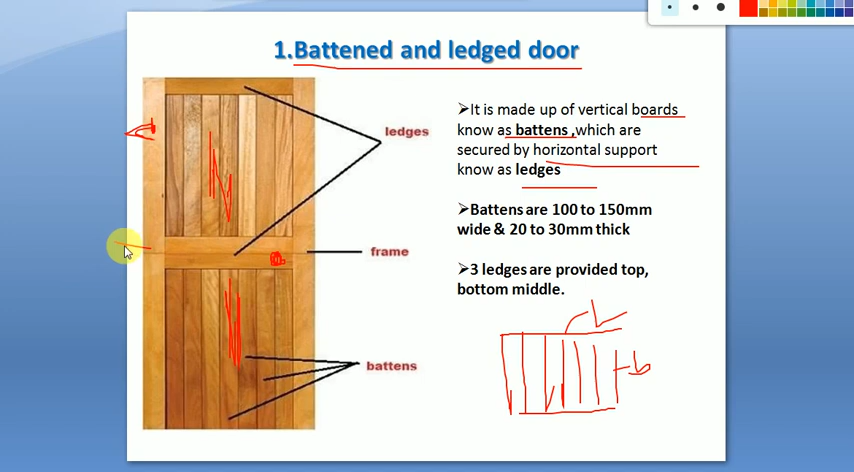 1.Battened and ledged door
ledges
frame
battens
➢It is made up of vertical boards
know as battens ,which are
secured by horizontal support
know as ledges
➢Battens are 100 to 150mm
wide & 20 to 30mm thick
➢3 ledges are provided top,
bottom middle.
L
b